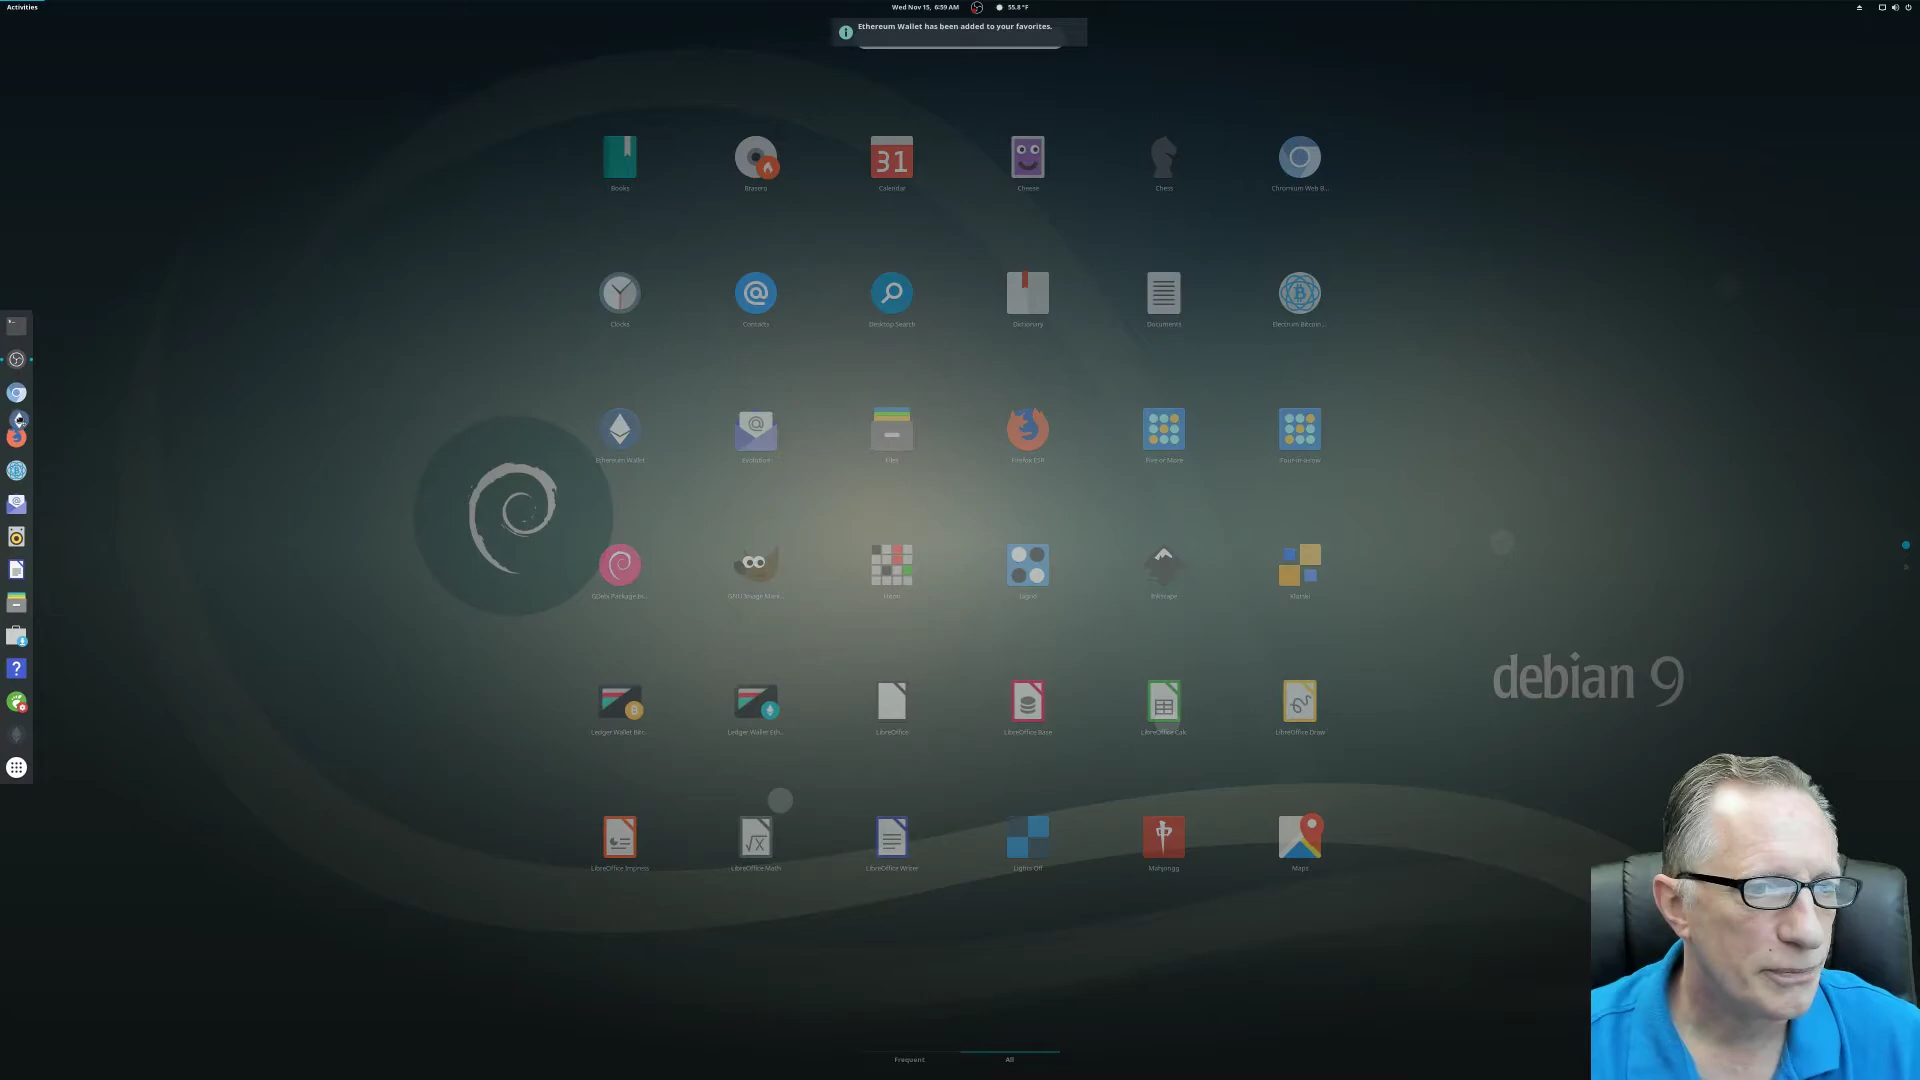 Activities
Wed Nov 15, 6:59 AM
55.8 °F
Ethereum Wallet has been added to your favorites.
Books
Brasero
31
Calendar
Cheese
Chess
Chromium Web B...
Clocks
Contacts
Desktop Search
Dictionary
Documents
Electrum Bitcoin...
Ethereum Wallet
Evolution
Files
Firefox ESR
Five or More
Four-in-a-row
GDebi Package In...
GNU Image Mani...
Hitori
Iagno
Inkscape
Klotski
debian 9
Ledger Wallet Bitc...
Ledger Wallet Eth...
LibreOffice
LibreOffice Base
LibreOffice Calc
LibreOffice Draw
LibreOffice Impress
LibreOffice Math
LibreOffice Writer
Lights Off
Mahjongg
Maps
Frequent
All